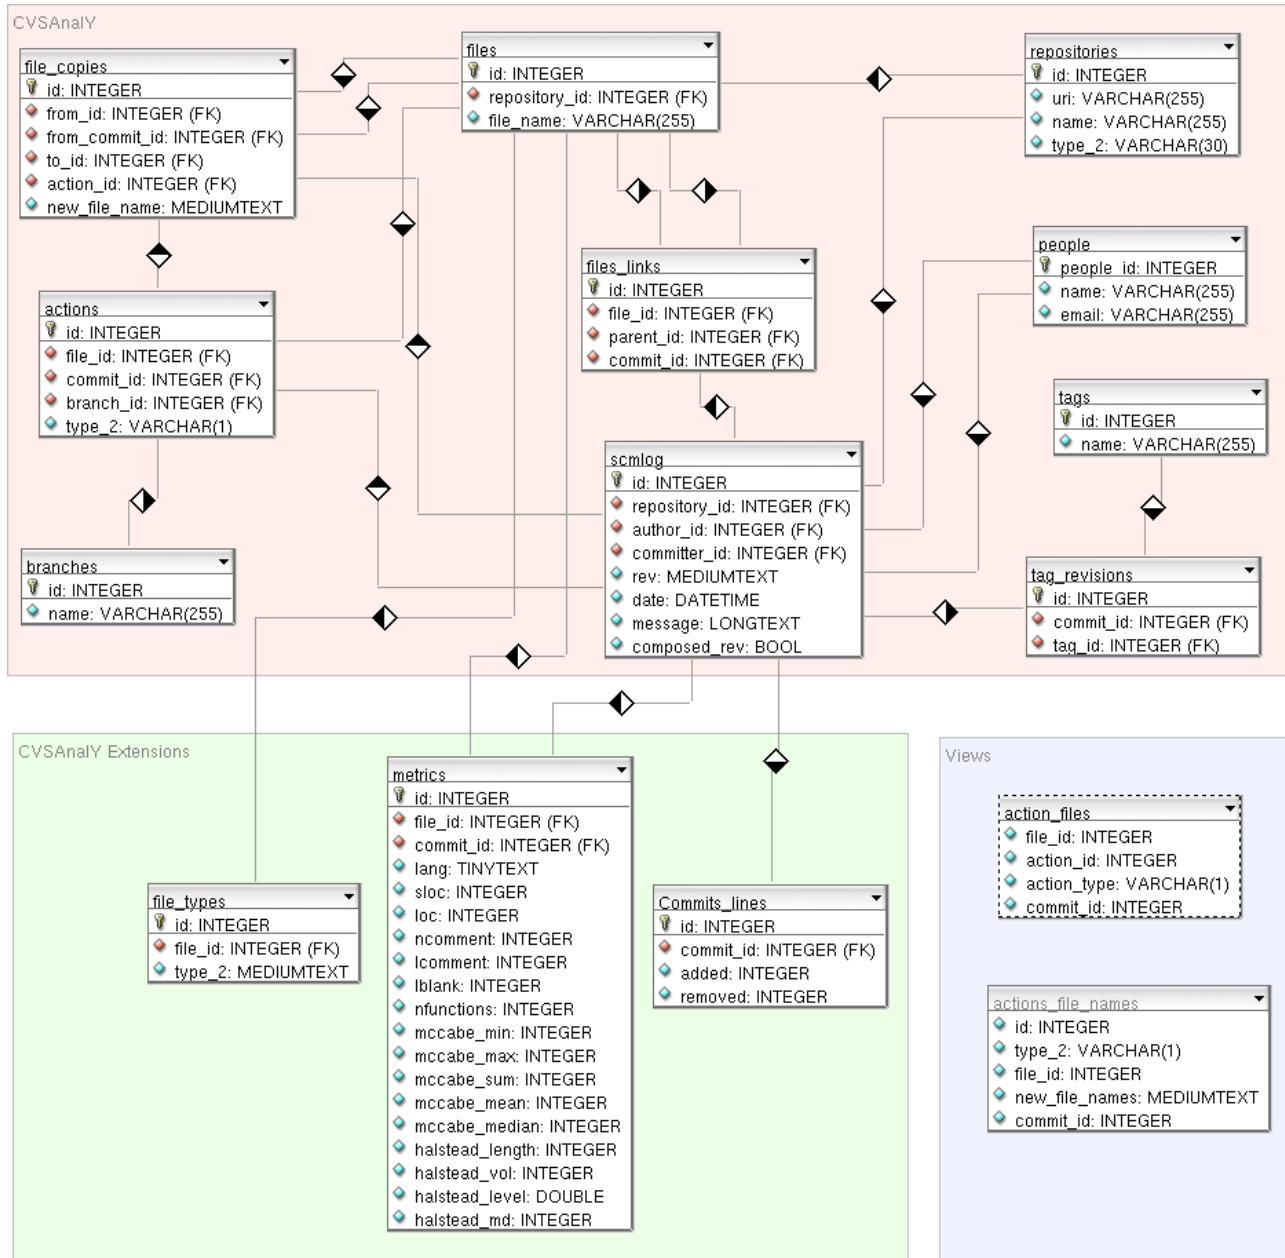 CVSAnalY
file_copies
id: INTEGER
from_id: INTEGER (FK)
from_commit_id: INTEGER (FK)
to_id: INTEGER (FK)
action_id: INTEGER (FK)
new_file_name: MEDIUMTEXT
files
id: INTEGER
repository_id: INTEGER (FK)
file_name: VARCHAR(255)
repositories
id: INTEGER
uri: VARCHAR(255)
name: VARCHAR(255)
type_2: VARCHAR(30)
people
people_id: INTEGER
name: VARCHAR(255)
email: VARCHAR(255)
files_links
id: INTEGER
file_id: INTEGER (FK)
parent_id: INTEGER (FK)
commit_id: INTEGER (FK)
actions
id: INTEGER
file_id: INTEGER (FK)
commit_id: INTEGER (FK)
branch_id: INTEGER (FK)
type_2: VARCHAR(1)
tags
id: INTEGER
name: VARCHAR(255)
scmlog
id: INTEGER
repository_id: INTEGER (FK)
author_id: INTEGER (FK)
committer_id: INTEGER (FK)
rev: MEDIUMTEXT
date: DATETIME
message: LONGTEXT
composed_rev: BOOL
branches
id: INTEGER
name: VARCHAR(255)
tag_revisions
id: INTEGER
commit_id: INTEGER (FK)
tag_id: INTEGER (FK)
CVSAnalY Extensions
metrics
id: INTEGER
file_id: INTEGER (FK)
commit_id: INTEGER (FK)
lang: TINYTEXT
sloc: INTEGER
loc: INTEGER
ncomment: INTEGER
lcomment: INTEGER
lblank: INTEGER
nfunctions: INTEGER
mccabe_min: INTEGER
mccabe_max: INTEGER
mccabe_sum: INTEGER
mccabe_mean: INTEGER
mccabe_median: INTEGER
halstead_length: INTEGER
halstead_vol: INTEGER
halstead_level: DOUBLE
halstead_md: INTEGER
file_types
id: INTEGER
file_id: INTEGER (FK)
type_2: MEDIUMTEXT
Commits_lines
id: INTEGER
commit_id: INTEGER (FK)
added: INTEGER
removed: INTEGER
Views
action_files
file_id: INTEGER
action_id: INTEGER
action_type: VARCHAR(1)
commit_id: INTEGER
actions_file_names
id: INTEGER
type_2: VARCHAR(1)
file_id: INTEGER
new_file_names: MEDIUMTEXT
commit_id: INTEGER